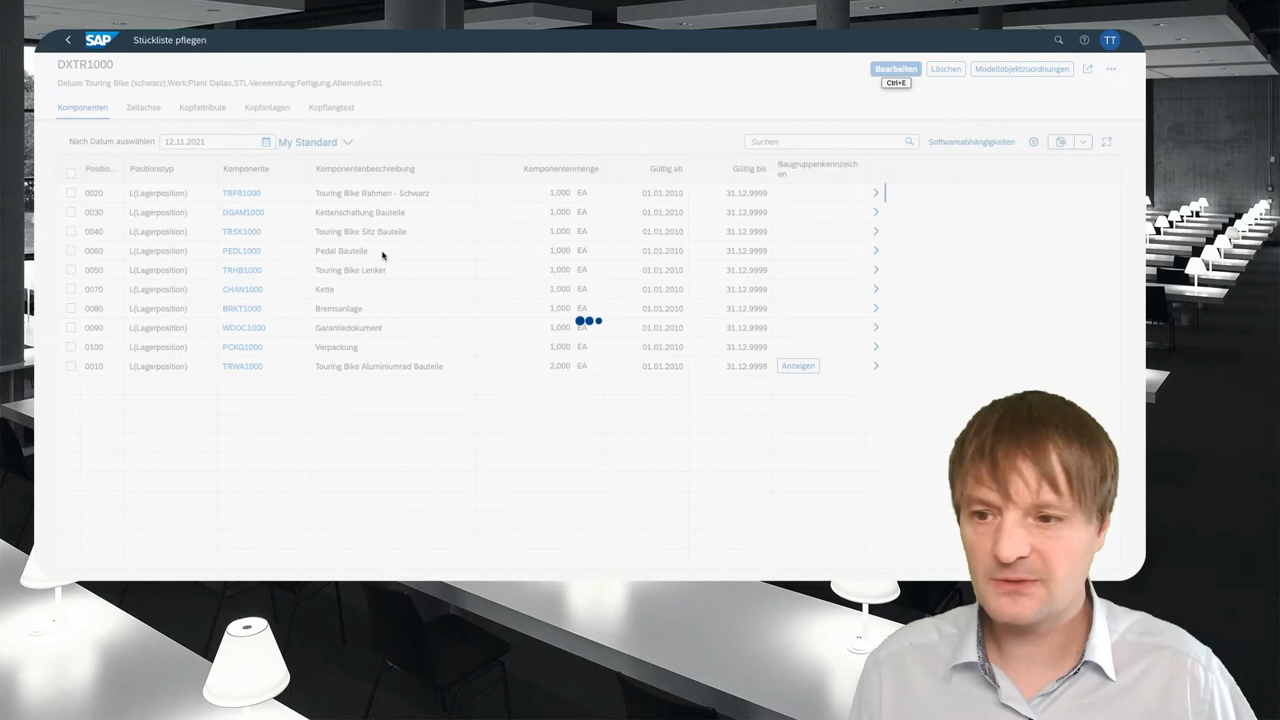 SAP Stückliste pflegen TT
DXTR1000
Deluxe Touring Bike (schwarz),Werk:Plant Dallas,STL-Verwendung:Fertigung,Alternative:01
Bearbeiten Löschen Modellobjektzuordnungen
Ctrl+E
Komponenten Zeitachse Kopfattribute Kopfanlagen Kopflangtext
Nach Datum auswählen 12.11.2021 My Standard Suchen Softwareabhängigkeiten
Positio... Positionstyp Komponente Komponentenbeschreibung Komponentenmenge Gültig ab Gültig bis Baugruppenkennzeich
en
0020 L(Lagerposition) TRFR1000 Touring Bike Rahmen - Schwarz 1,000 EA 01.01.2010 31.12.9999
0030 L(Lagerposition) DGAM1000 Kettenschaltung Bauteile 1,000 EA 01.01.2010 31.12.9999
0040 L(Lagerposition) TRSK1000 Touring Bike Sitz Bauteile 1,000 EA 01.01.2010 31.12.9999
0060 L(Lagerposition) PEDL1000 Pedal Bauteile 1,000 EA 01.01.2010 31.12.9999
0050 L(Lagerposition) TRHB1000 Touring Bike Lenker 1,000 EA 01.01.2010 31.12.9999
0070 L(Lagerposition) CHAN1000 Kette 1,000 EA 01.01.2010 31.12.9999
0080 L(Lagerposition) BRKT1000 Bremsanlage 1,000 EA 01.01.2010 31.12.9999
0090 L(Lagerposition) WDOC1000 Garantiedokument 1,000 EA 01.01.2010 31.12.9999
0100 L(Lagerposition) PCKG1000 Verpackung 1,000 EA 01.01.2010 31.12.9999
0010 L(Lagerposition) TRWA1000 Touring Bike Aluminiumrad Bauteile 2,000 EA 01.01.2010 31.12.9999 Anzeigen